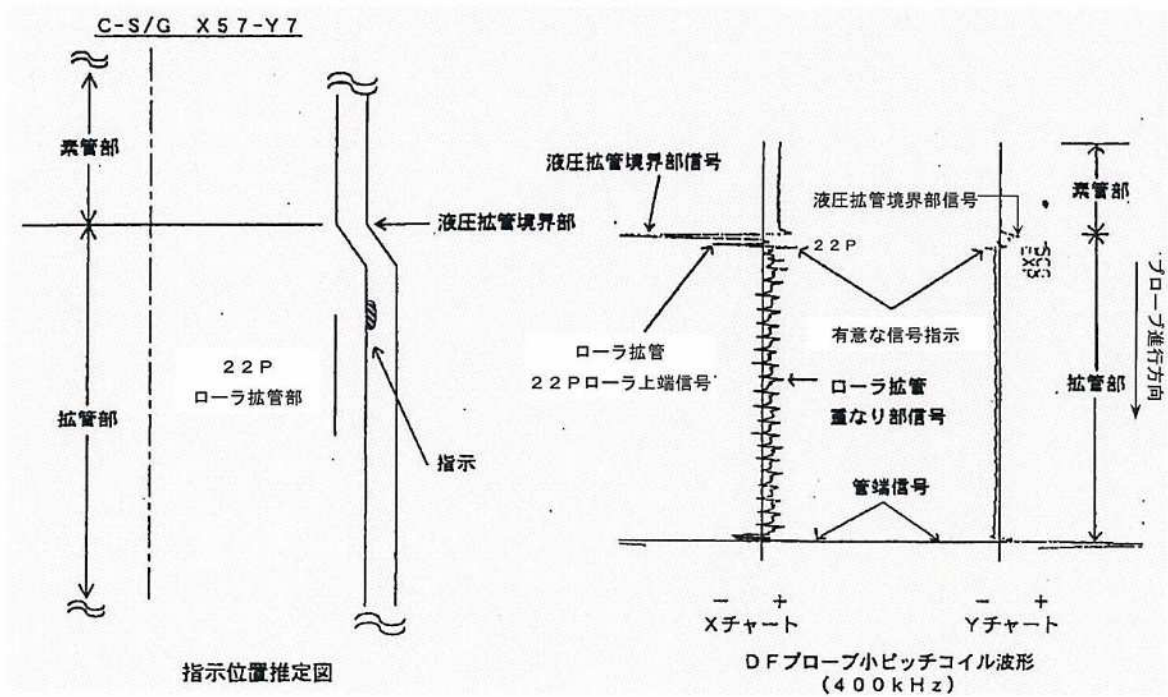 C-S/G X57-Y7
素管部
拡管部
液圧拡管境界部
22P
ローラ拡管部
指示
指示位置推定図
液圧拡管境界部信号
22P
ローラ拡管
22Pローラ上端信号
液圧拡管境界部信号
有意な信号指示
ローラ拡管
重なり部信号
管端信号
素管部
拡管部
プローブ進行方向
− +
Xチャート
− +
Yチャート
DFプローブ小ピッチコイル波形
(400kHz)